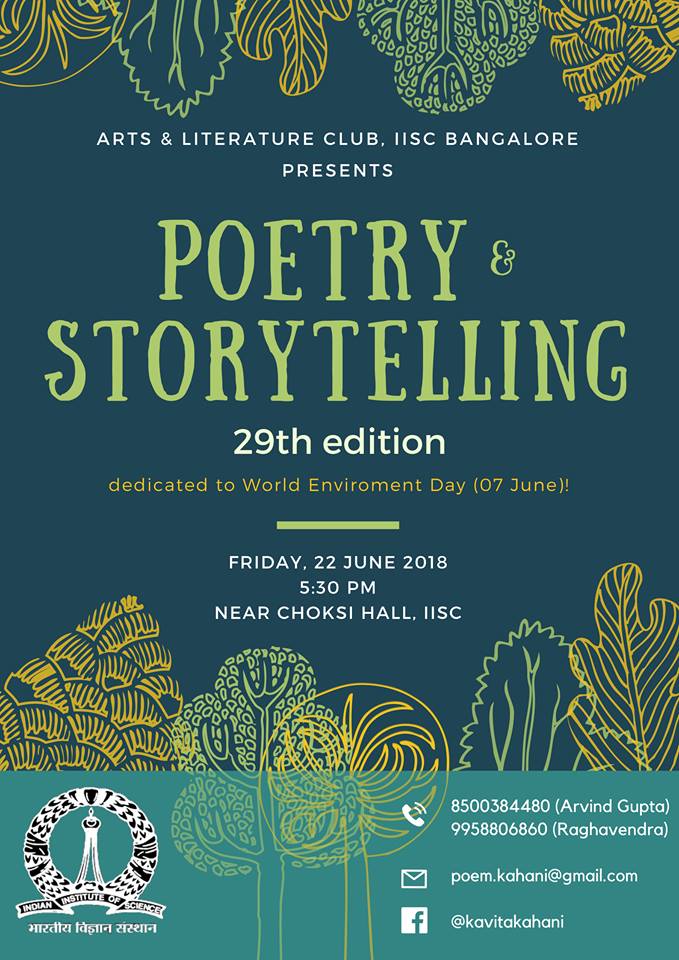 ARTS & LITERATURE CLUB, IISC BANGALORE
PRESENTS
POETRY &
STORYTELLING
29th edition
dedicated to World Enviroment Day (07 June)!
FRIDAY, 22 JUNE 2018
5:30 PM
NEAR CHOKSI HALL, IISC
INDIAN INSTITUTE OF SCIENCE
भारतीय विज्ञान संस्थान
8500384480 (Arvind Gupta)
9958806860 (Raghavendra)
poem.kahani@gmail.com
@kavitakahani